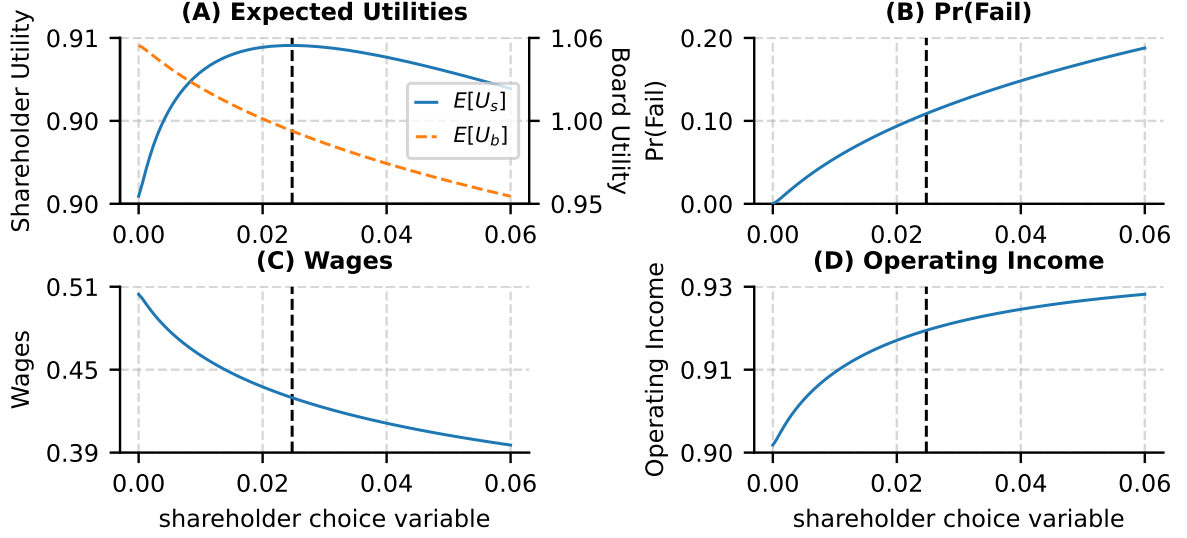 (A) Expected Utilities
Shareholder Utility
0.91
0.90
0.90
1.06
1.00
0.95
Board Utility
E[U_s]
E[U_b]
0.00 0.02 0.04 0.06
(B) Pr(Fail)
Pr(Fail)
0.20
0.10
0.00
0.00 0.02 0.04 0.06
(C) Wages
Wages
0.51
0.45
0.39
0.00 0.02 0.04 0.06
shareholder choice variable
(D) Operating Income
Operating Income
0.93
0.91
0.90
0.00 0.02 0.04 0.06
shareholder choice variable